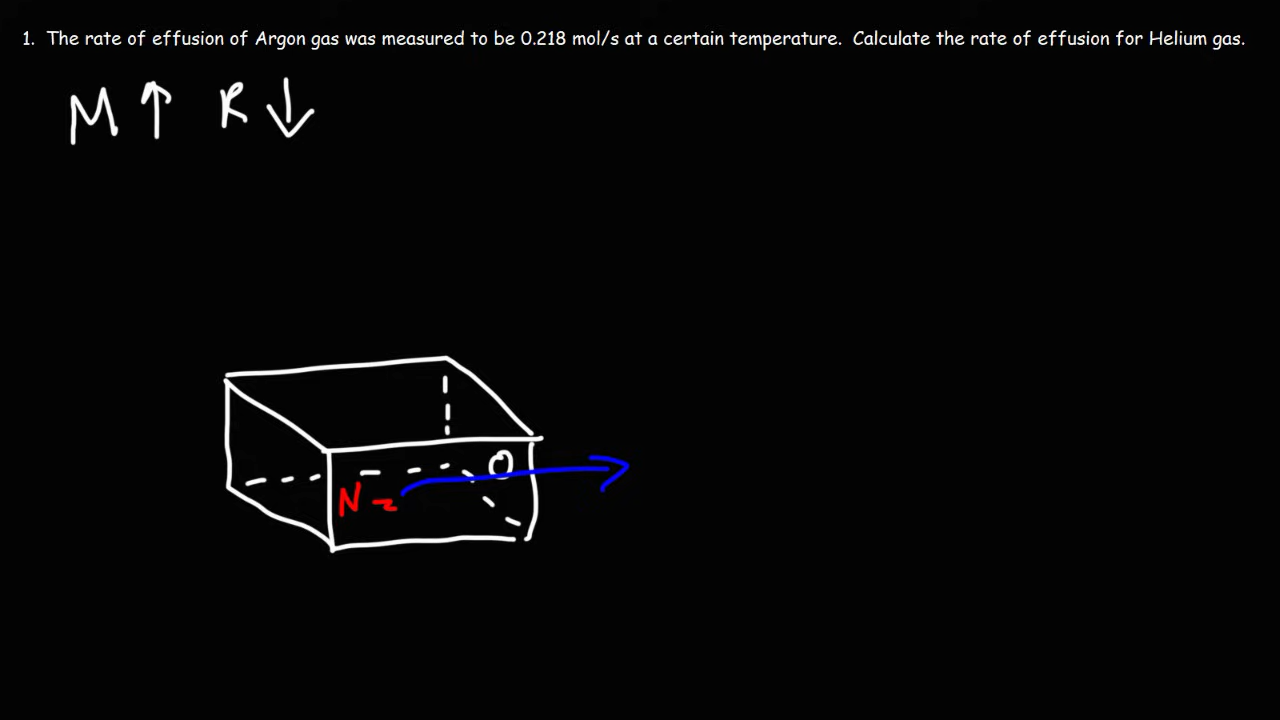 1. The rate of effusion of Argon gas was measured to be 0.218 mol/s at a certain temperature. Calculate the rate of effusion for Helium gas.
M ↑ R ↓
O
N₂